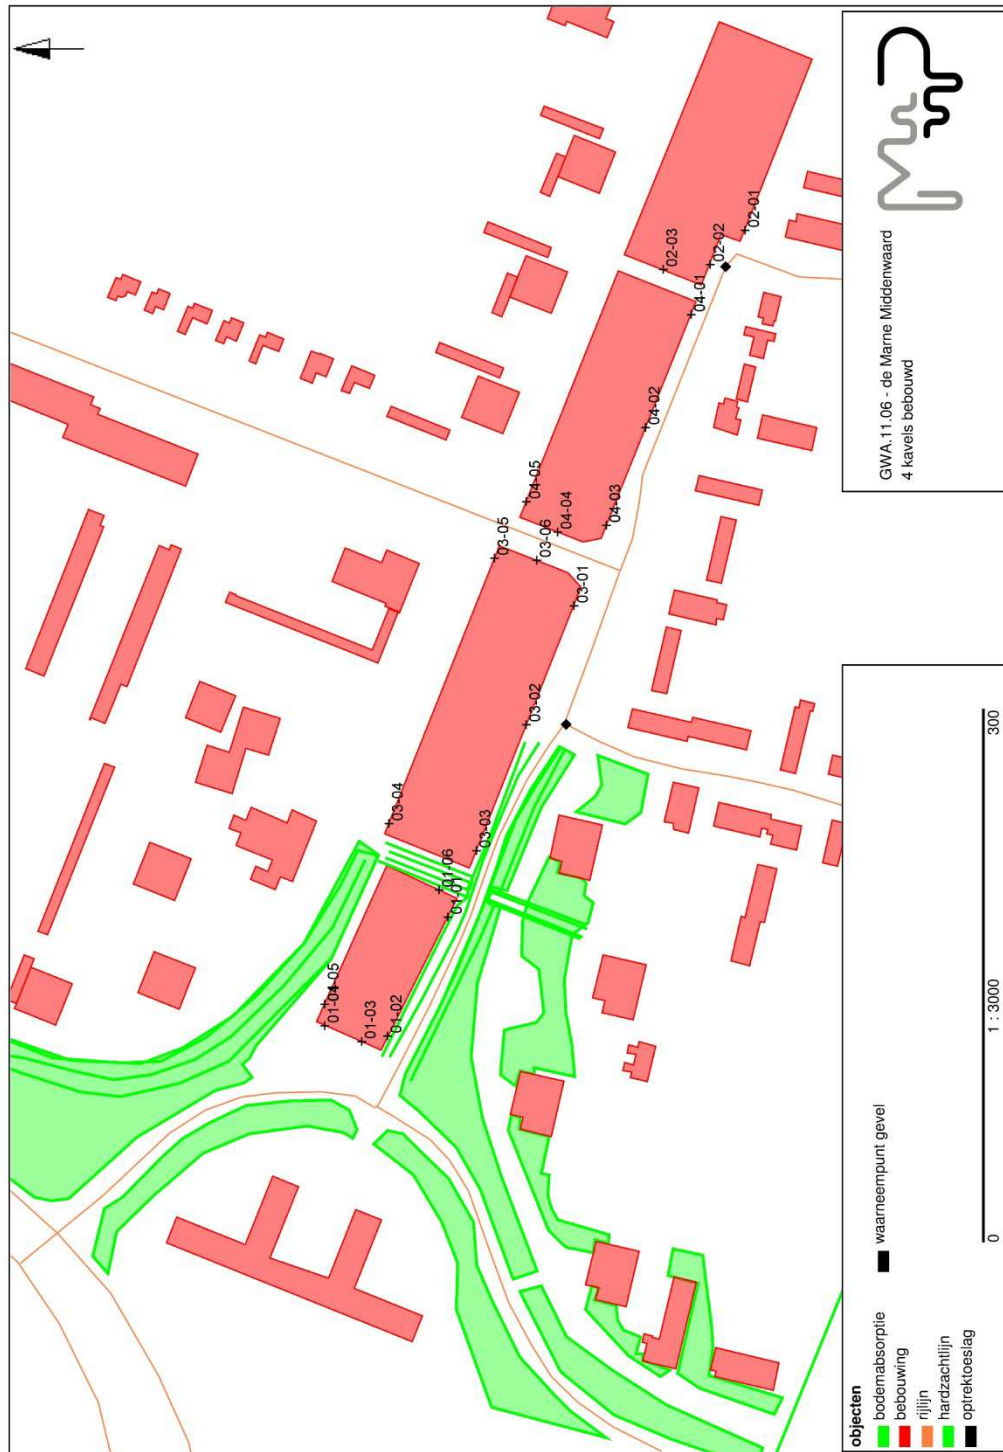 03-05
04-05
03-06
04-04
04-03
04-02
04-01
02-03
02-02
02-01
03-04
03-01
03-02
03-03
01-06
01-01
01-04
-05
01-03
01-02
GWA.11.06 - de Marne Middenwaard
4 kavels bebouwd
objecten
bodemabsorptie
bebouwing
rijlijn
hardzachtlijn
optrektoeslag
waarneempunt gevel
0
1 : 3000
300